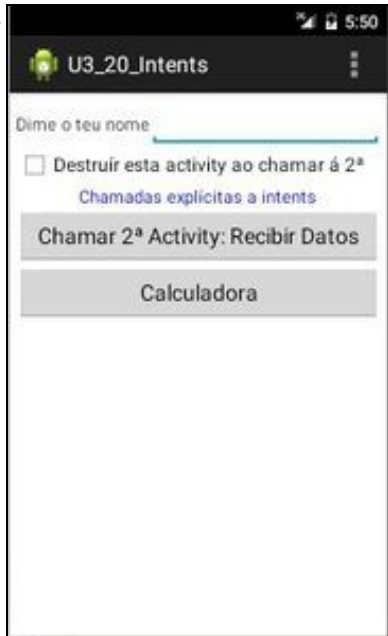 5:50
U3_20_Intents
Dime o teu nome
Destruír esta activity ao chamar á 2ª
Chamadas explícitas a intents
Chamar 2ª Activity: Recibir Datos
Calculadora